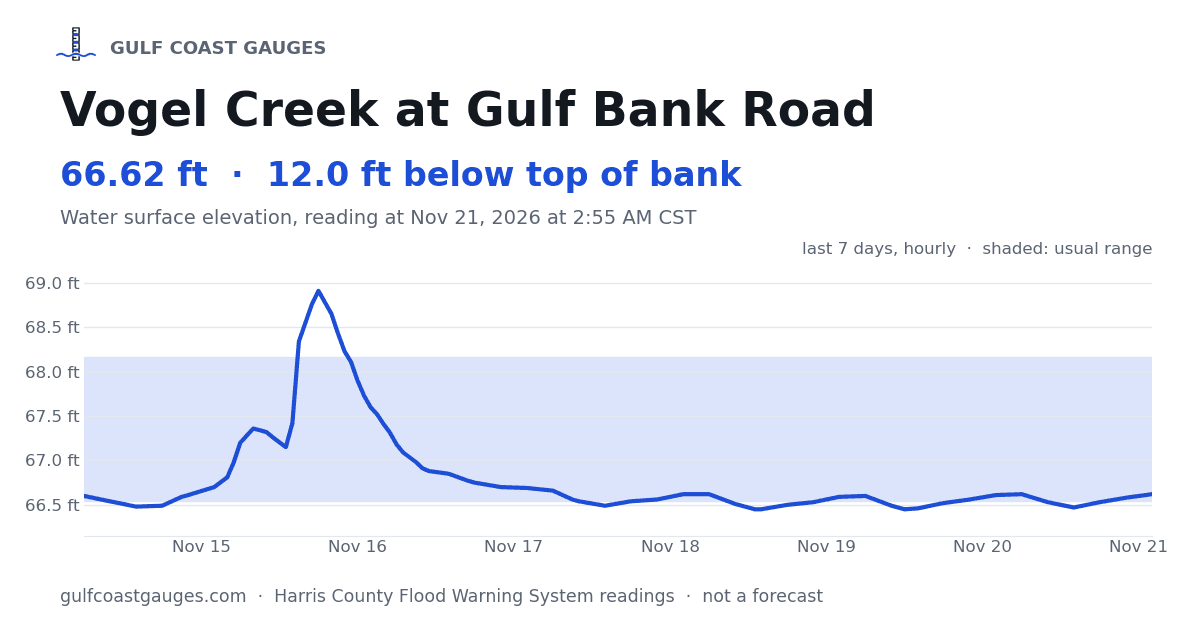 GULF COAST GAUGES
Vogel Creek at Gulf Bank Road
66.62 ft · 12.0 ft below top of bank
Water surface elevation, reading at Nov 21, 2026 at 2:55 AM CST
last 7 days, hourly · shaded: usual range
69.0 ft
68.5 ft
68.0 ft
67.5 ft
67.0 ft
66.5 ft
Nov 15 Nov 16 Nov 17 Nov 18 Nov 19 Nov 20 Nov 21
gulfcoastgauges.com · Harris County Flood Warning System readings · not a forecast